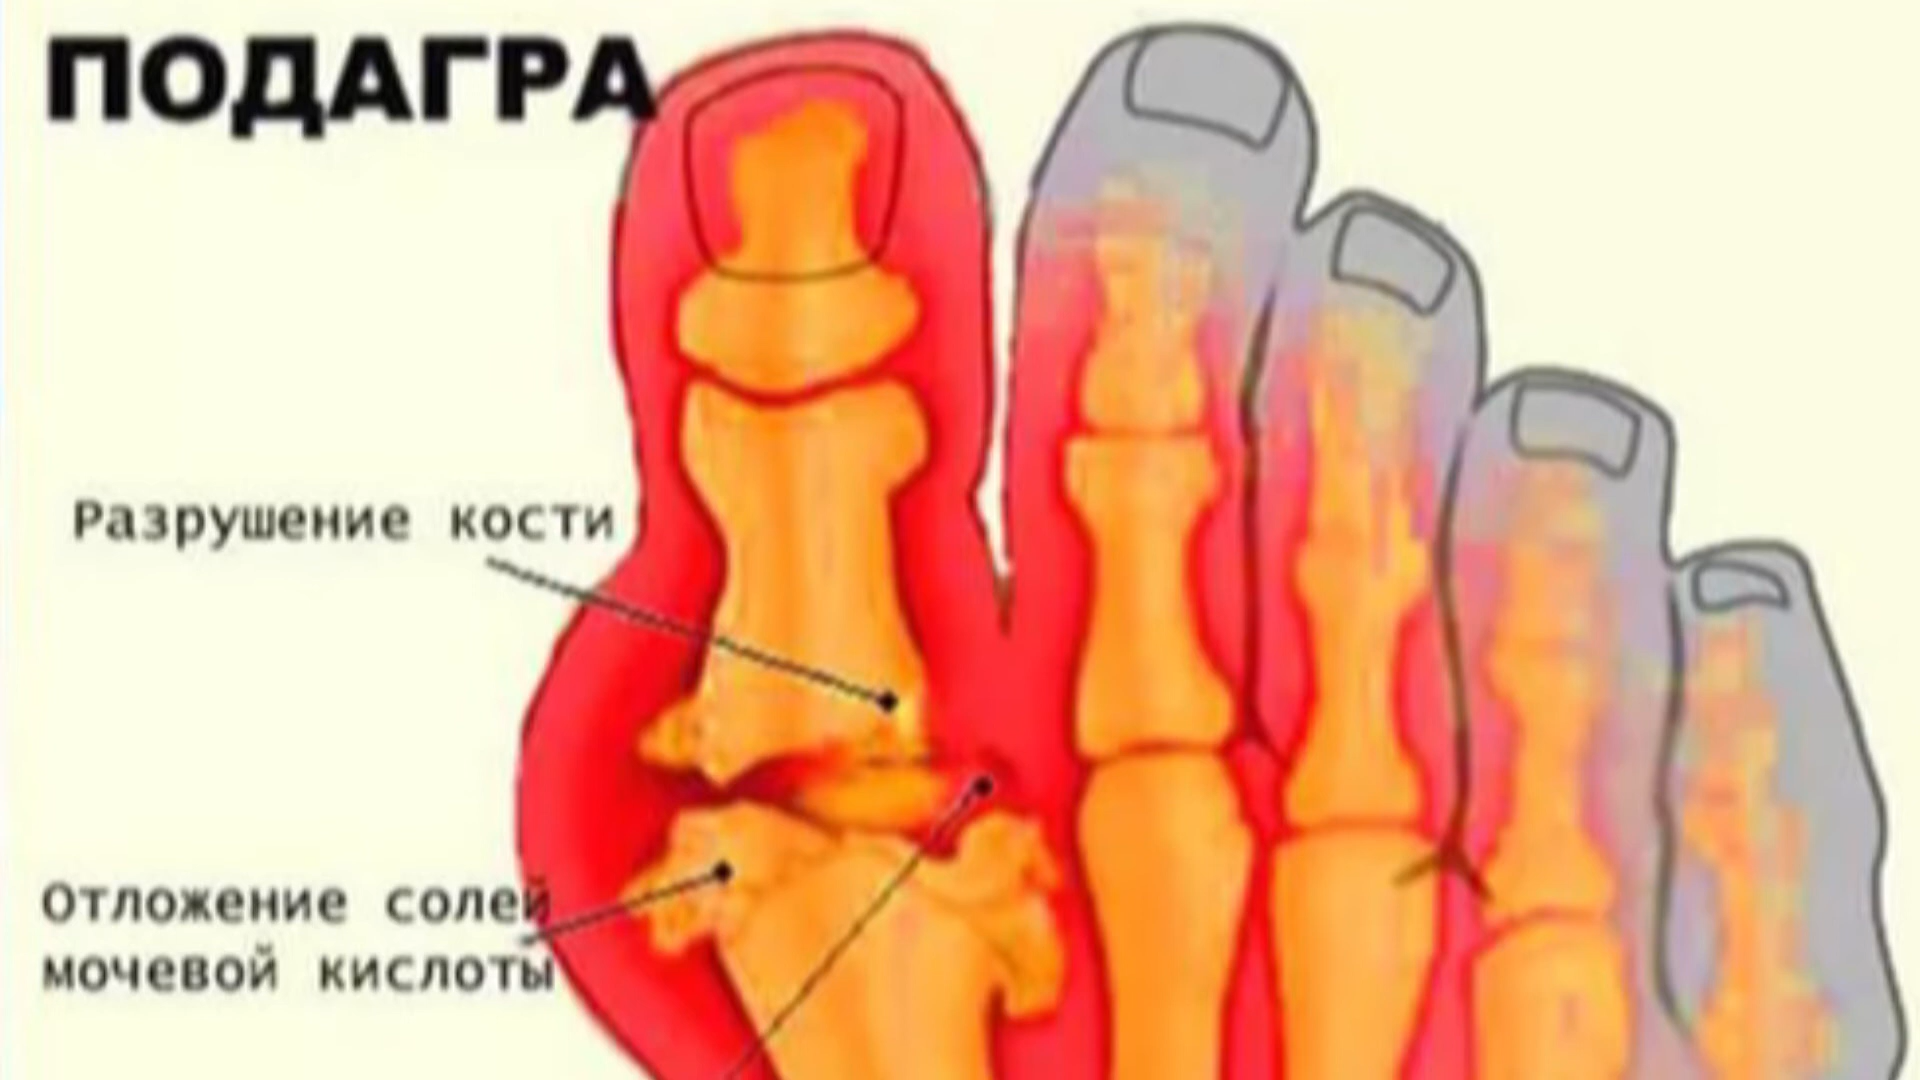 ПОДАГРА
Разрушение кости
Отложение солей
мочевой кислоты